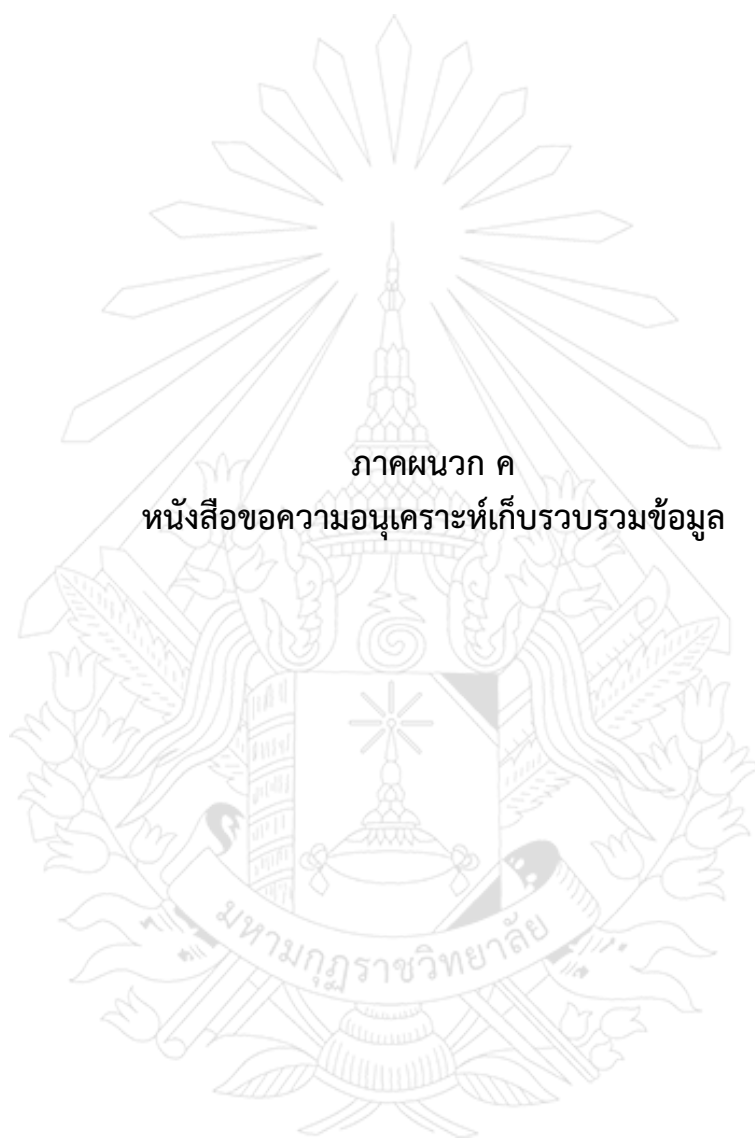 ภาคผนวก ค
หนังสือขอความอนุเคราะห์เก็บรวบรวมข้อมูล
มหามกุฏราชวิทยาลัย